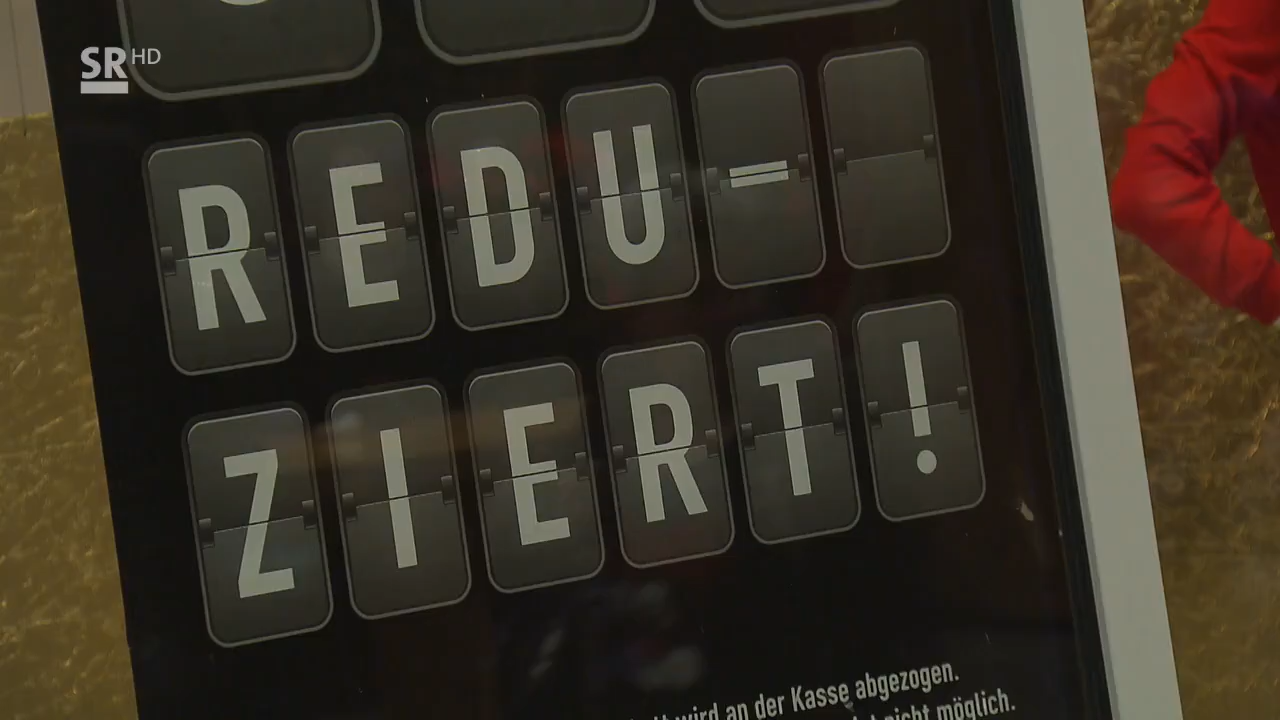 SR HD
REDU-
ZIERT!
wird an der Kasse abgezogen.
nicht möglich.